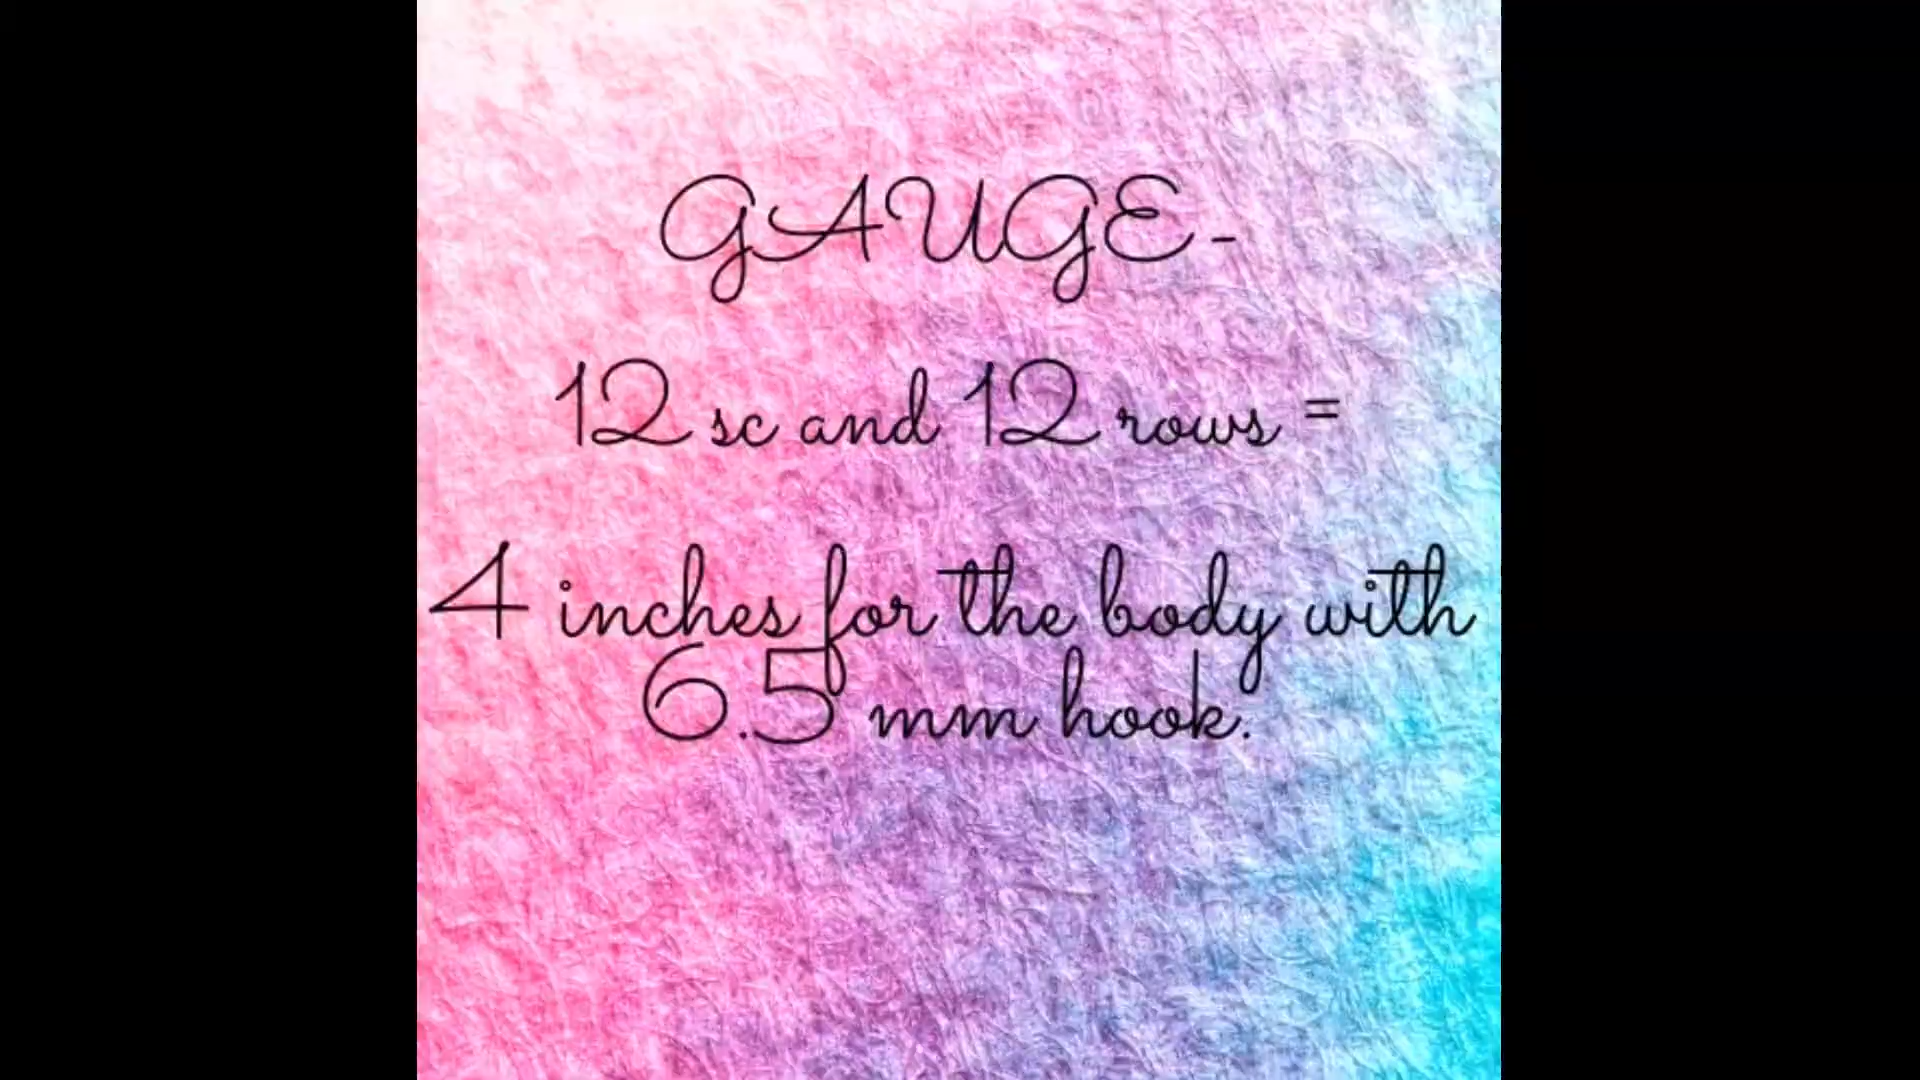 GAUGE-
12 sc and 12 rows =
4 inches for the body with
6.5 mm hook.